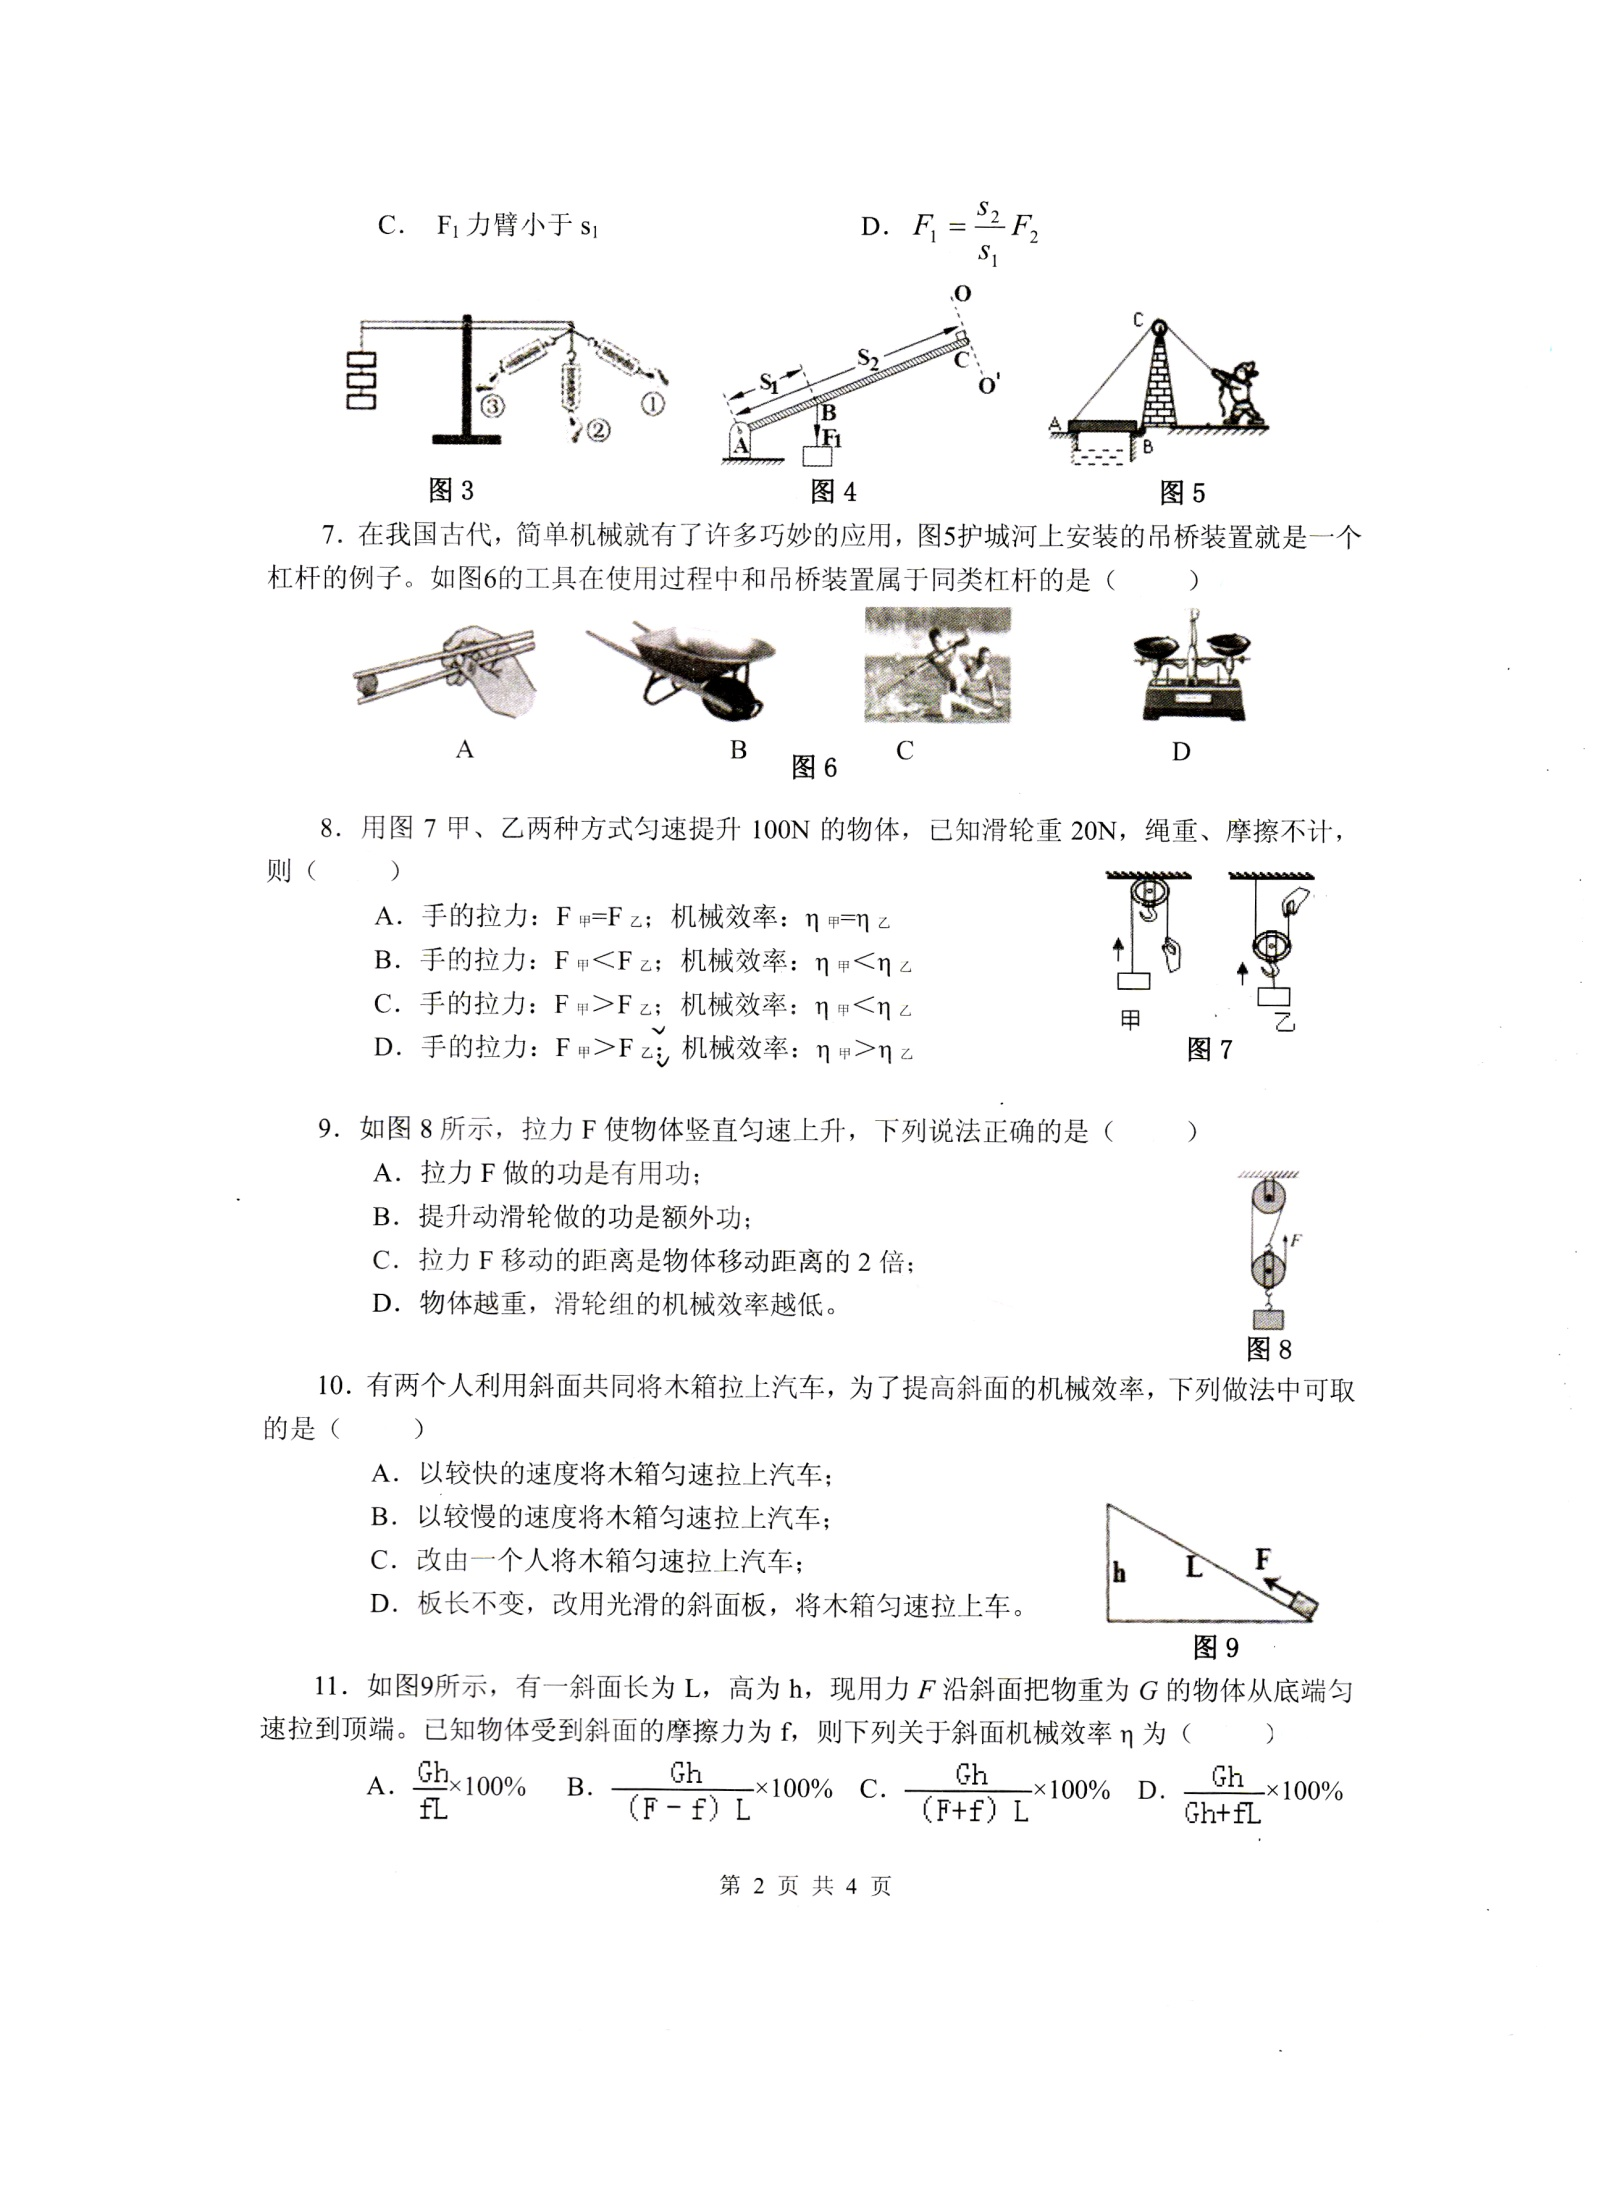 C． F1 力臂小于 s1 D．F1 = s2/s1 F2
O
S2
C
S1
O'
B
F1
A
① ② ③
C
A
B
图 3 图 4 图 5
7．在我国古代，简单机械就有了许多巧妙的应用，图5护城河上安装的吊桥装置就是一个
杠杆的例子。如图6的工具在使用过程中和吊桥装置属于同类杠杆的是（ ）
A B C D
图 6
8．用图 7 甲、乙两种方式匀速提升 100N 的物体，已知滑轮重 20N，绳重、摩擦不计，
则（ ）
A．手的拉力：F 甲=F 乙；机械效率：η 甲=η 乙
B．手的拉力：F 甲＜F 乙；机械效率：η 甲＜η 乙
C．手的拉力：F 甲＞F 乙；机械效率：η 甲＜η 乙
D．手的拉力：F 甲＞F 乙；机械效率：η 甲＞η 乙
甲 乙
图 7
9．如图 8 所示，拉力 F 使物体竖直匀速上升，下列说法正确的是（ ）
A．拉力 F 做的功是有用功；
B．提升动滑轮做的功是额外功；
C．拉力 F 移动的距离是物体移动距离的 2 倍；
D．物体越重，滑轮组的机械效率越低。
F
图 8
10．有两个人利用斜面共同将木箱拉上汽车，为了提高斜面的机械效率，下列做法中可取
的是（ ）
A．以较快的速度将木箱匀速拉上汽车；
B．以较慢的速度将木箱匀速拉上汽车；
C．改由一个人将木箱匀速拉上汽车；
D．板长不变，改用光滑的斜面板，将木箱匀速拉上车。
h L F
图 9
11．如图9所示，有一斜面长为 L，高为 h，现用力 F 沿斜面把物重为 G 的物体从底端匀
速拉到顶端。已知物体受到斜面的摩擦力为 f，则下列关于斜面机械效率 η 为（ ）
A．Gh/fL×100% B．Gh/(F－f) L×100% C．Gh/(F+f) L×100% D．Gh/Gh+fL×100%
第 2 页 共 4 页